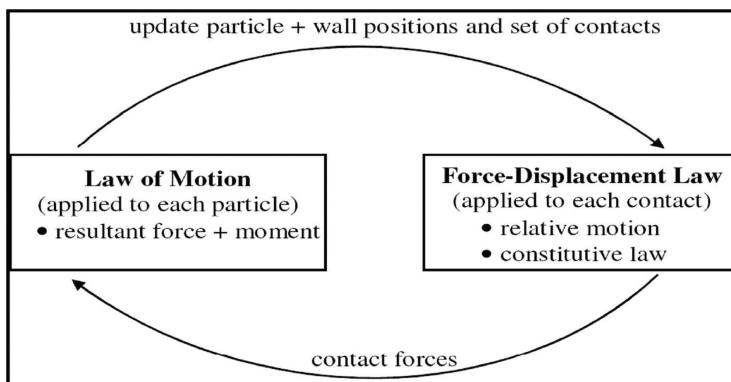 update particle + wall positions and set of contacts
Law of Motion
(applied to each particle)
• resultant force + moment
Force-Displacement Law
(applied to each contact)
• relative motion
• constitutive law
contact forces